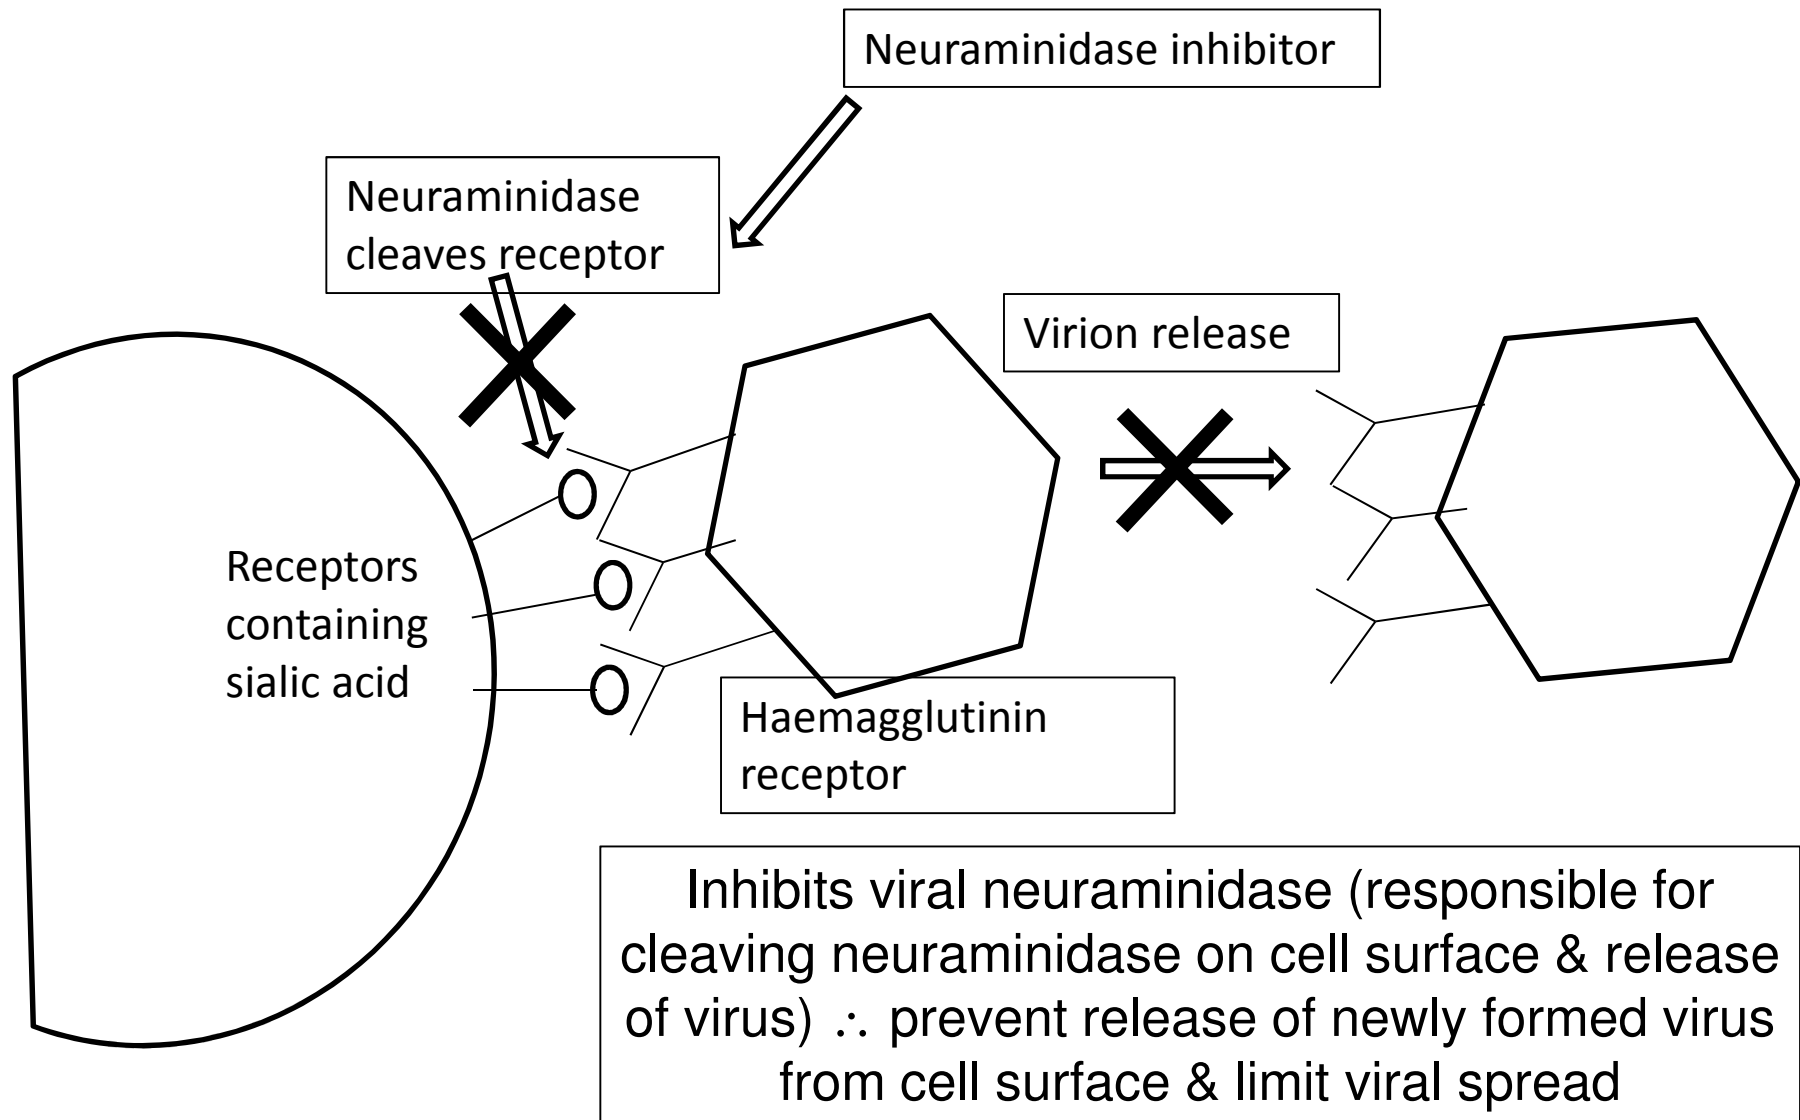 Neuraminidase inhibitor
Neuraminidase
cleaves receptor
Virion release
Receptors
containing
sialic acid
Haemagglutinin
receptor
Inhibits viral neuraminidase (responsible for
cleaving neuraminidase on cell surface & release
of virus) ∴ prevent release of newly formed virus
from cell surface & limit viral spread